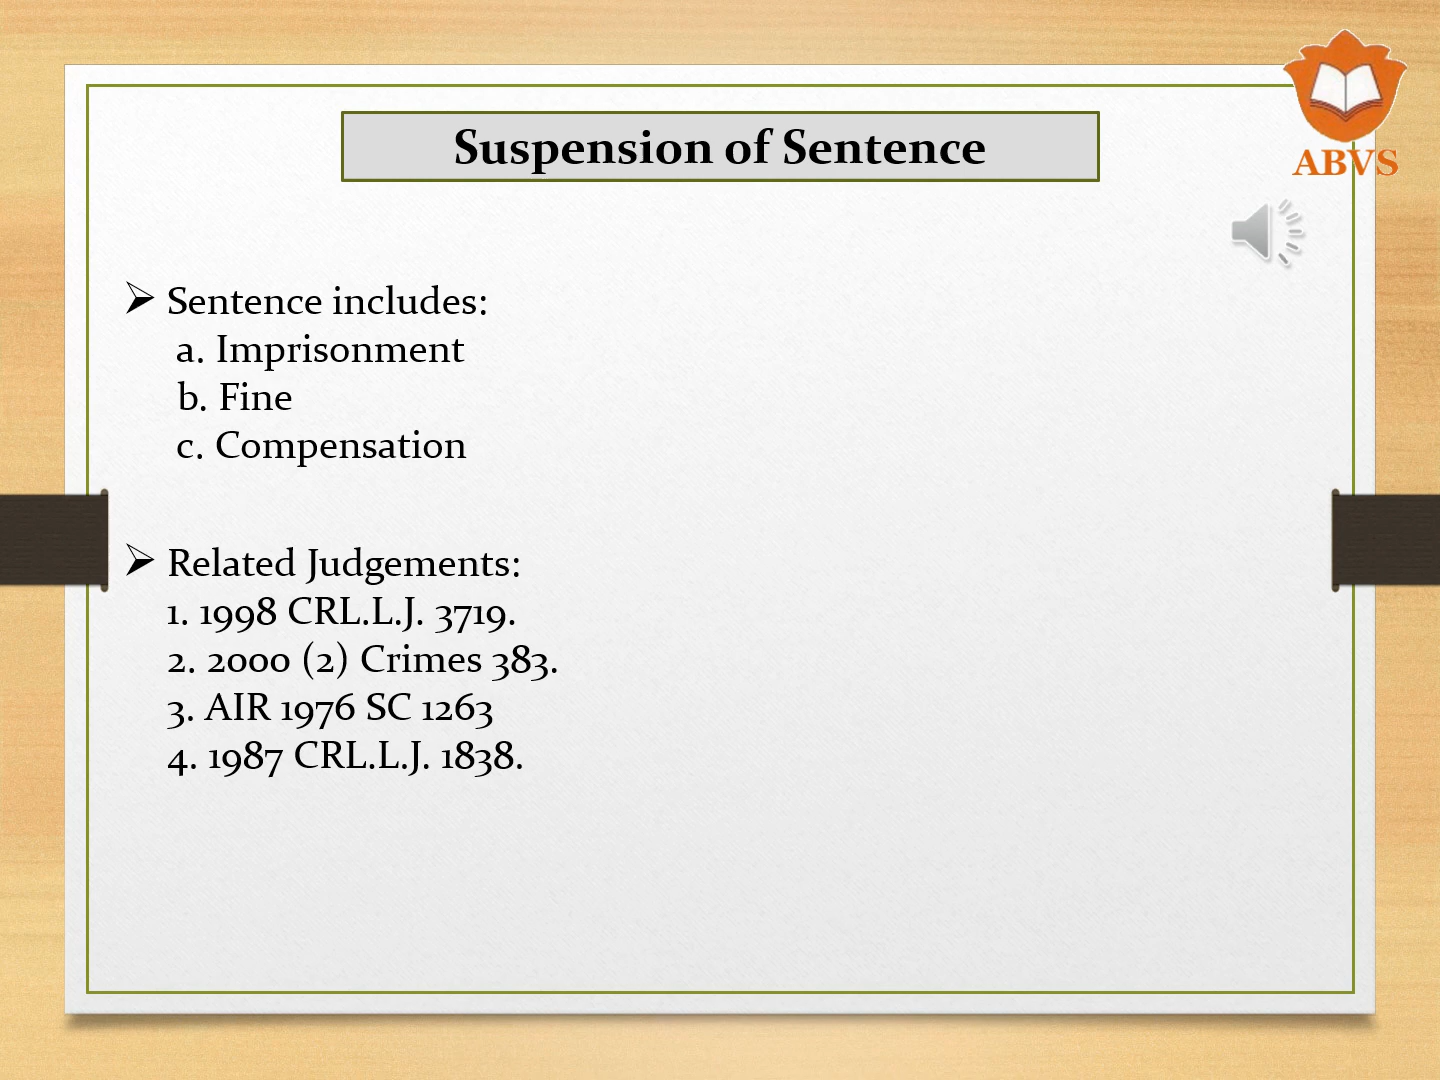 ABVS
Suspension of Sentence
➢ Sentence includes:
a. Imprisonment
b. Fine
c. Compensation
➢ Related Judgements:
1. 1998 CRL.L.J. 3719.
2. 2000 (2) Crimes 383.
3. AIR 1976 SC 1263
4. 1987 CRL.L.J. 1838.